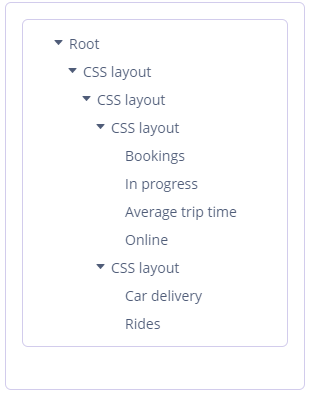 Root
CSS layout
CSS layout
CSS layout
Bookings
In progress
Average trip time
Online
CSS layout
Car delivery
Rides